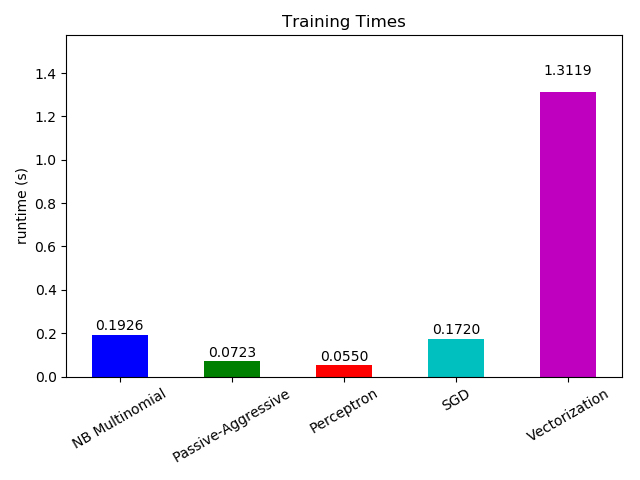 Training Times
runtime (s)
1.4
1.2
1.0
0.8
0.6
0.4
0.2
0.0
0.1926
0.0723
0.0550
0.1720
1.3119
NB Multinomial
Passive-Aggressive
Perceptron
SGD
Vectorization